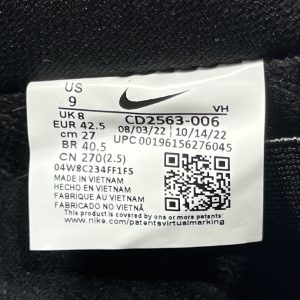 US
9
VH
UK 8
CD2563-006
EUR 42.5
08/03/22 10/14/22
cm 27
UPC 00196156276045
BR 40.5
CN 270(2.5)
04W8C234FF1FS
MADE IN VIETNAM
HECHO EN VIETNAM
FABRIQUE AU VIETNAM
FABRICADO NO VIETNÃ
This product is covered by one or more patents
www.nike.com/patentsvirtualmarking